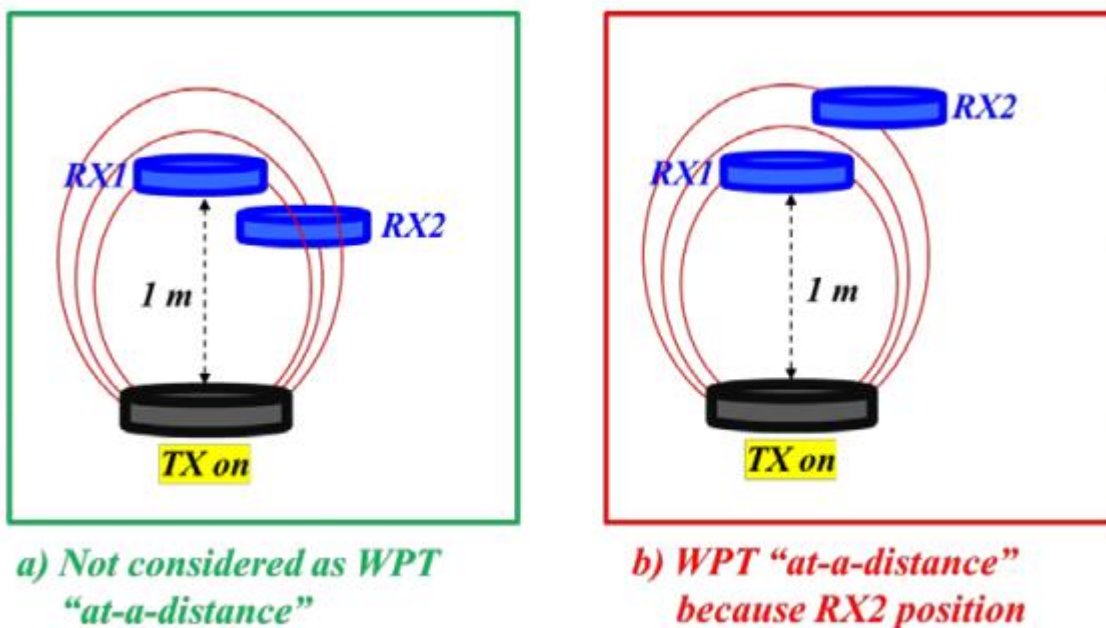 RX1
RX2
1 m
TX on
a) Not considered as WPT
“at-a-distance”
RX2
RX1
1 m
TX on
b) WPT “at-a-distance”
because RX2 position